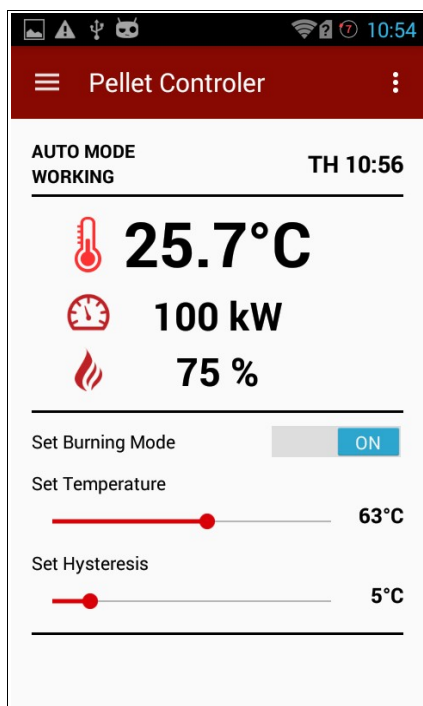 10:54
Pellet Controler
AUTO MODE
WORKING
TH 10:56
25.7°C
100 kW
75 %
Set Burning Mode
ON
Set Temperature
63°C
Set Hysteresis
5°C